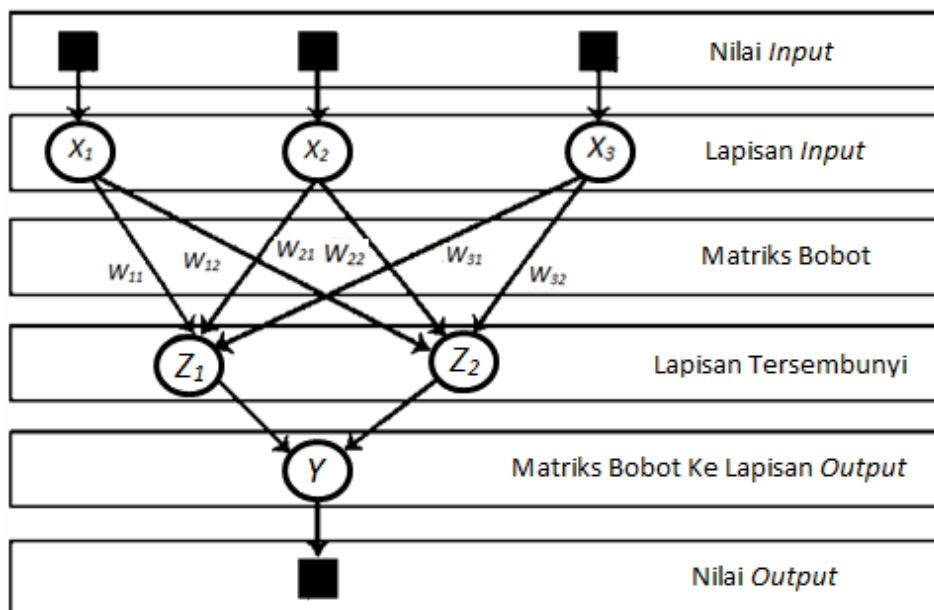 Nilai Input
X1 X2 X3 Lapisan Input
W11 W12 W21 W22 W31 W32 Matriks Bobot
Z1 Z2 Lapisan Tersembunyi
Y Matriks Bobot Ke Lapisan Output
Nilai Output